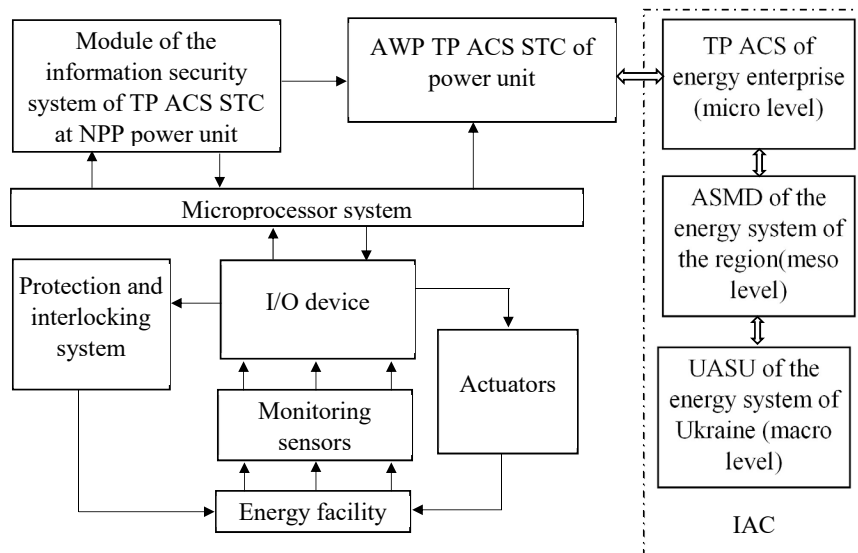 Module of the
information security
system of TP ACS STC
at NPP power unit
AWP TP ACS STC of
power unit
TP ACS of
energy enterprise
(micro level)
Microprocessor system
ASMD of the
energy system of
the region(meso
level)
Protection and
interlocking
system
I/O device
Actuators
Monitoring
sensors
UASU of the
energy system of
Ukraine (macro
level)
Energy facility
IAC